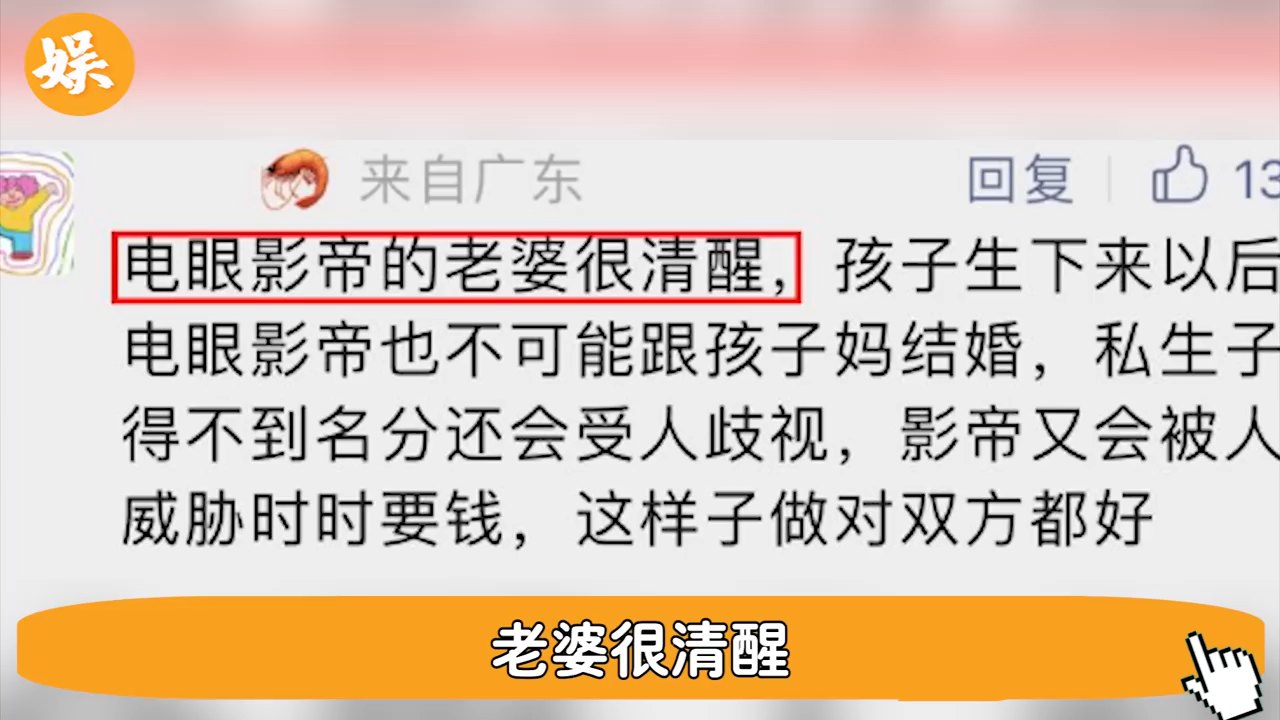 娱
来自广东
回复 13
电眼影帝的老婆很清醒，孩子生下来以后
电眼影帝也不可能跟孩子妈结婚，私生子
得不到名分还会受人歧视，影帝又会被人
威胁时时要钱，这样子做对双方都好
老婆很清醒